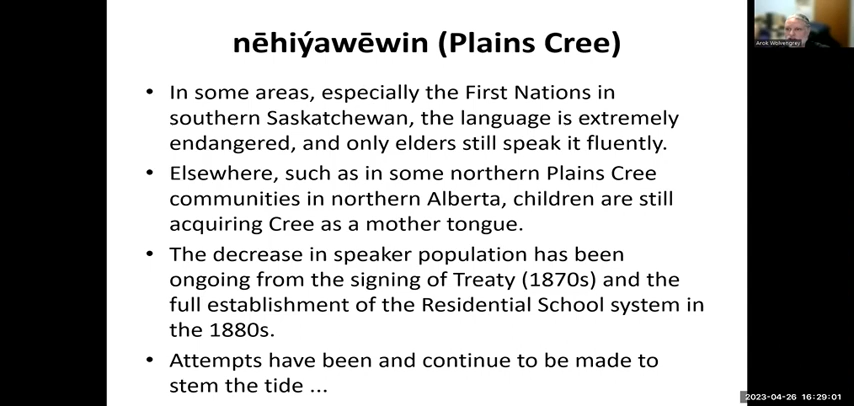 nēhiýawēwin (Plains Cree)
• In some areas, especially the First Nations in
southern Saskatchewan, the language is extremely
endangered, and only elders still speak it fluently.
• Elsewhere, such as in some northern Plains Cree
communities in northern Alberta, children are still
acquiring Cree as a mother tongue.
• The decrease in speaker population has been
ongoing from the signing of Treaty (1870s) and the
full establishment of the Residential School system in
the 1880s.
• Attempts have been and continue to be made to
stem the tide ...
Arok Wolvengrey
2023-04-26 16:29:01